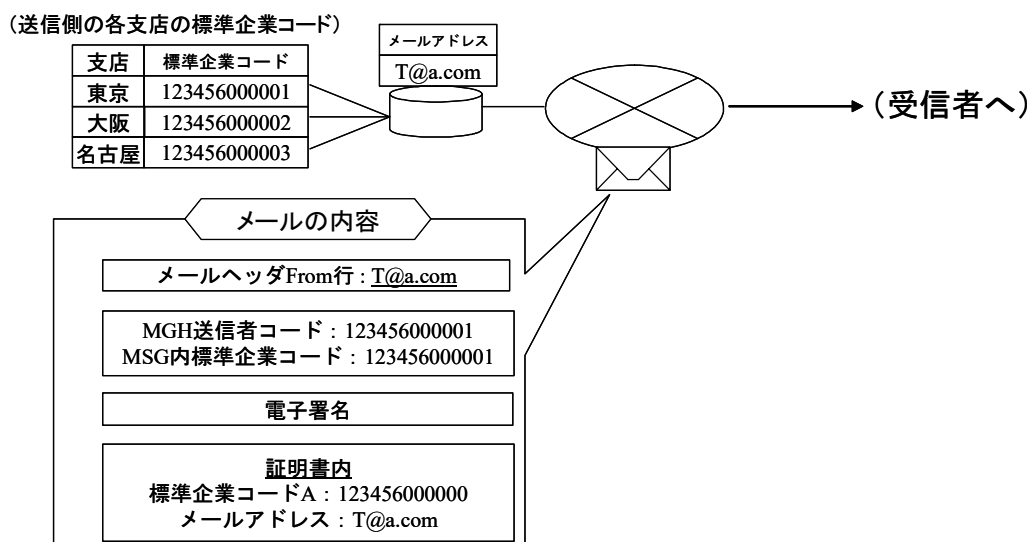 (送信側の各支店の標準企業コード)
メールアドレス
T@a.com
支店 標準企業コード
東京 123456000001
大阪 123456000002
名古屋 123456000003
(受信者へ)
メールの内容
メールヘッダFrom行：T@a.com
MGH送信者コード：123456000001
MSG内標準企業コード：123456000001
電子署名
証明書内
標準企業コードA：123456000000
メールアドレス：T@a.com